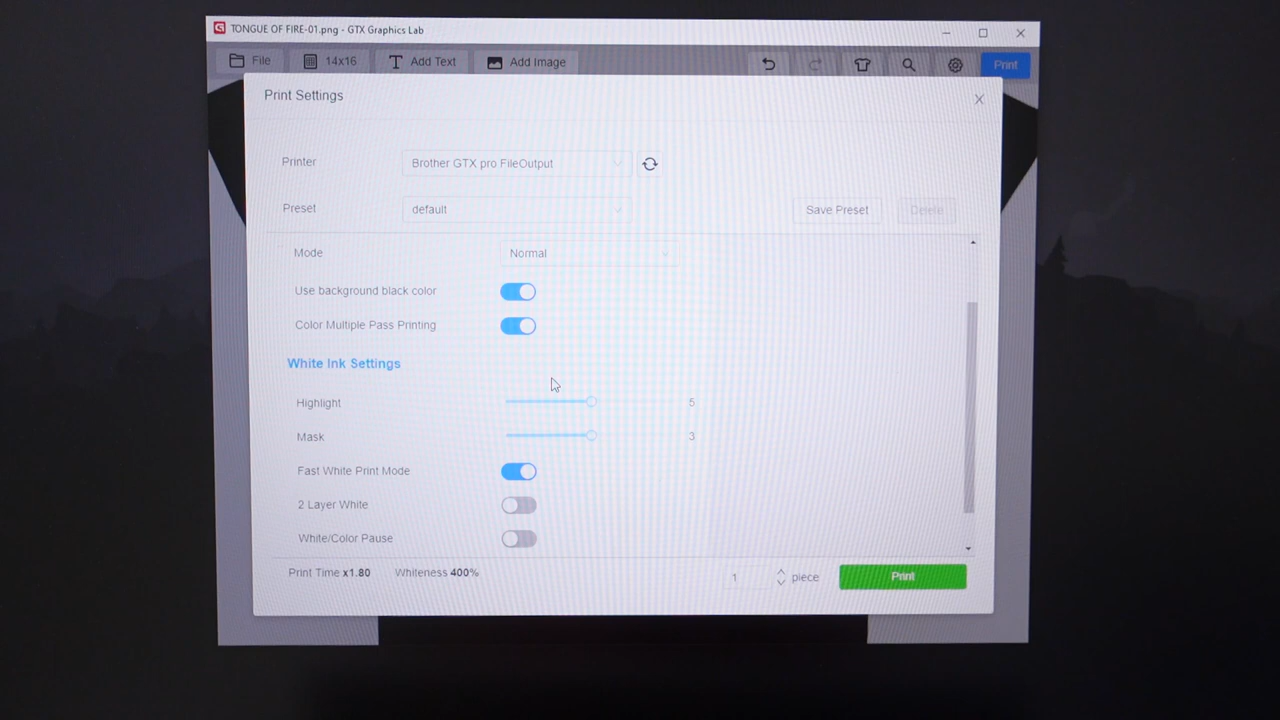 TONGUE OF FIRE-01.png - GTX Graphics Lab
File 14x16 Add Text Add Image Print
Print Settings
Printer Brother GTX pro FileOutput
Preset default Save Preset Delete
Mode Normal
Use background black color
Color Multiple Pass Printing
White Ink Settings
Highlight 5
Mask 3
Fast White Print Mode
2 Layer White
White/Color Pause
Print Time x1.80 Whiteness 400% 1 piece Print